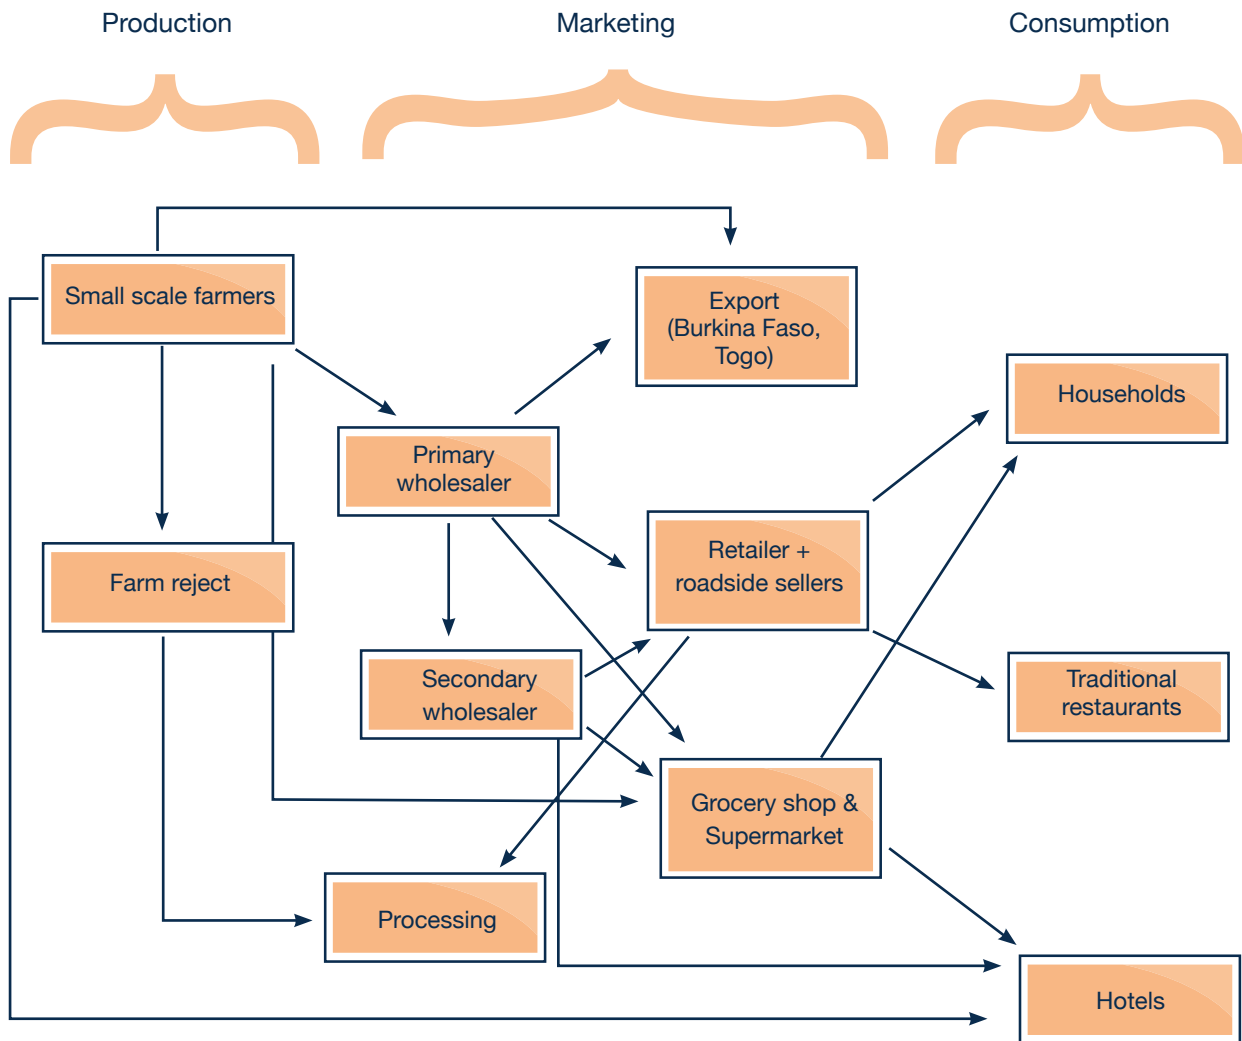 Production
Marketing
Consumption
Small scale farmers
Export
(Burkina Faso,
Togo)
Households
Primary
wholesaler
Retailer +
roadside sellers
Farm reject
Secondary
wholesaler
Traditional
restaurants
Grocery shop &
Supermarket
Processing
Hotels